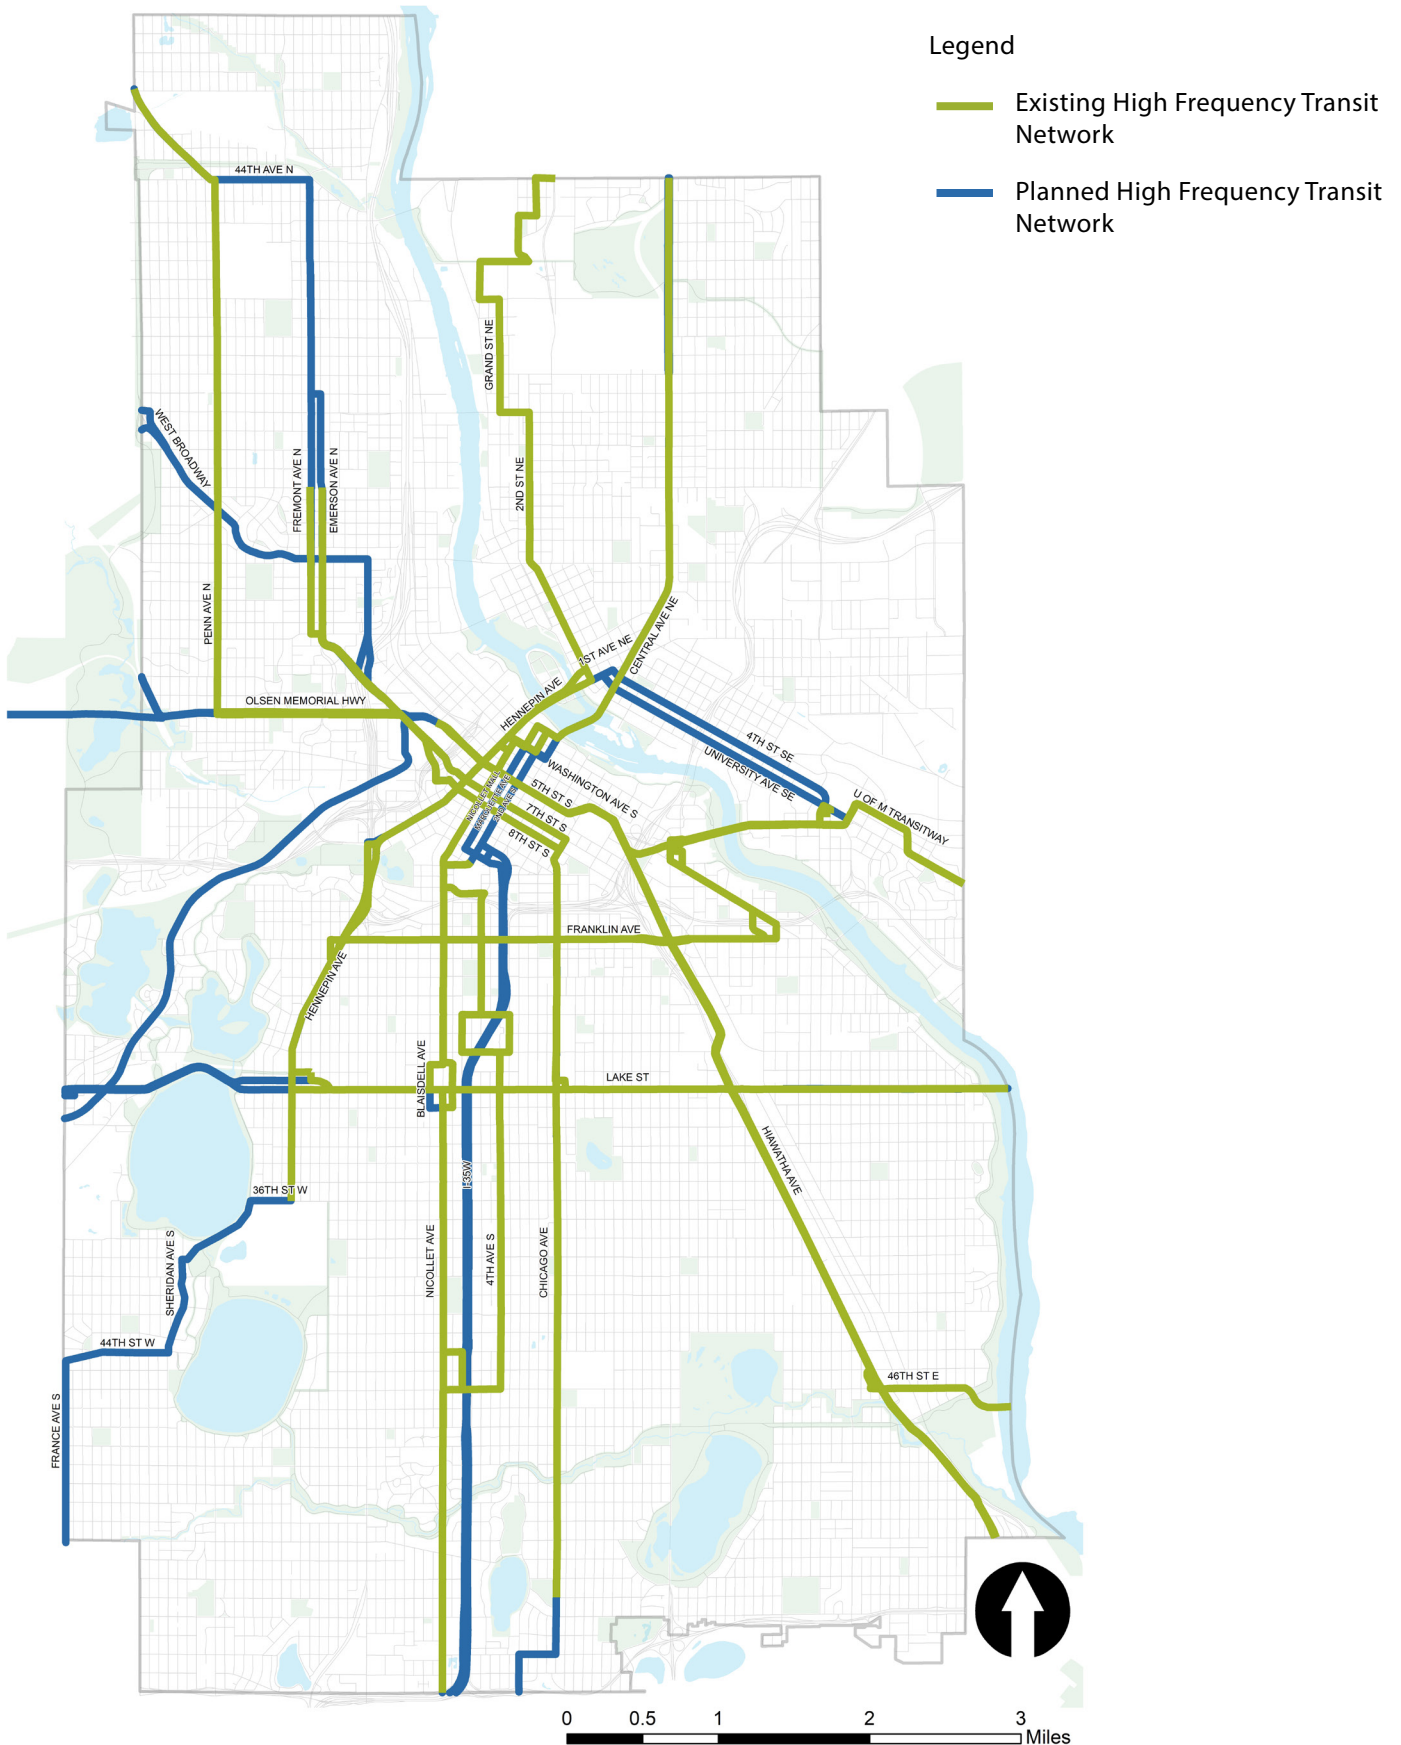 Legend
Existing High Frequency Transit
Network
Planned High Frequency Transit
Network
44TH AVE N
GRAND ST NE
WEST BROADWAY
FREMONT AVE N
EMERSON AVE N
2ND ST NE
PENN AVE N
1ST AVE NE
CENTRAL AVE NE
OLSEN MEMORIAL HWY
HENNEPIN AVE
4TH ST SE
UNIVERSITY AVE SE
WASHINGTON AVE S
NICOLLET MALL
5TH ST S
7TH ST S
8TH ST S
U OF M TRANSITWAY
FRANKLIN AVE
HENNEPIN AVE
BLAISDELL AVE
LAKE ST
HIAWATHA AVE
I-35W
36TH ST W
SHERIDAN AVE S
NICOLLET AVE
4TH AVE S
CHICAGO AVE
44TH ST W
46TH ST E
FRANCE AVE S
0 0.5 1 2 3
Miles